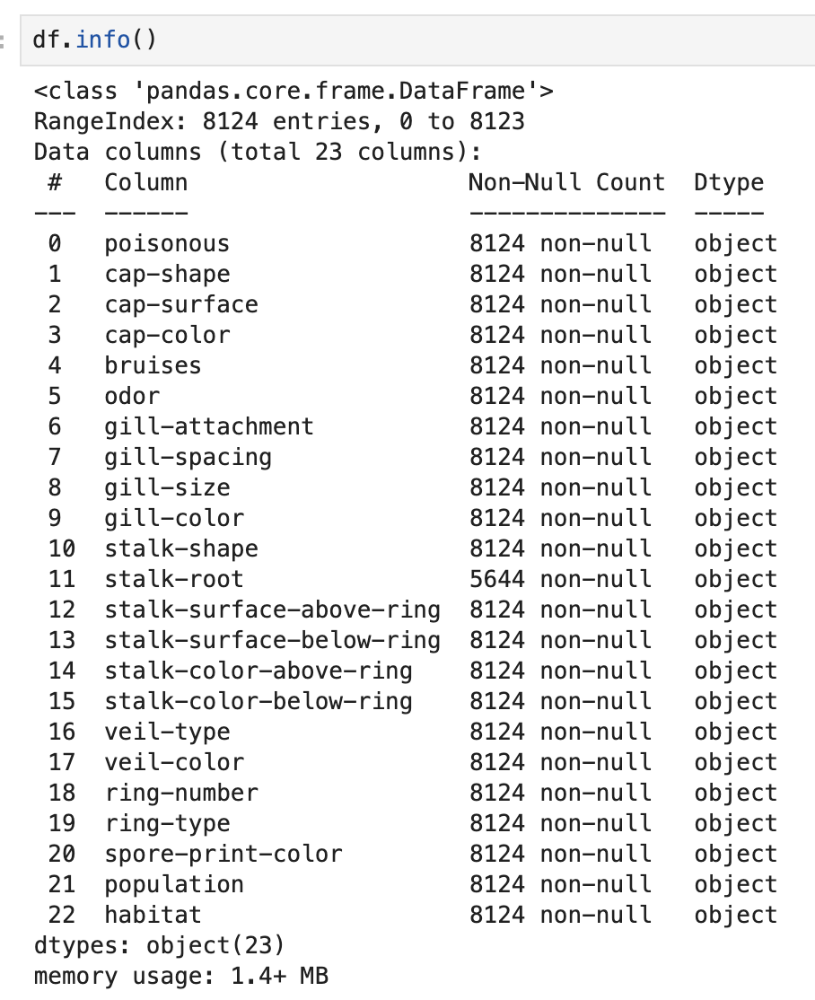 df.info()
<class 'pandas.core.frame.DataFrame'>
RangeIndex: 8124 entries, 0 to 8123
Data columns (total 23 columns):
 #   Column                    Non-Null Count  Dtype
---  ------                    --------------  -----
 0   poisonous                 8124 non-null   object
 1   cap-shape                 8124 non-null   object
 2   cap-surface               8124 non-null   object
 3   cap-color                 8124 non-null   object
 4   bruises                   8124 non-null   object
 5   odor                      8124 non-null   object
 6   gill-attachment           8124 non-null   object
 7   gill-spacing              8124 non-null   object
 8   gill-size                 8124 non-null   object
 9   gill-color                8124 non-null   object
 10  stalk-shape               8124 non-null   object
 11  stalk-root                5644 non-null   object
 12  stalk-surface-above-ring  8124 non-null   object
 13  stalk-surface-below-ring  8124 non-null   object
 14  stalk-color-above-ring    8124 non-null   object
 15  stalk-color-below-ring    8124 non-null   object
 16  veil-type                 8124 non-null   object
 17  veil-color                8124 non-null   object
 18  ring-number               8124 non-null   object
 19  ring-type                 8124 non-null   object
 20  spore-print-color         8124 non-null   object
 21  population                8124 non-null   object
 22  habitat                   8124 non-null   object
dtypes: object(23)
memory usage: 1.4+ MB